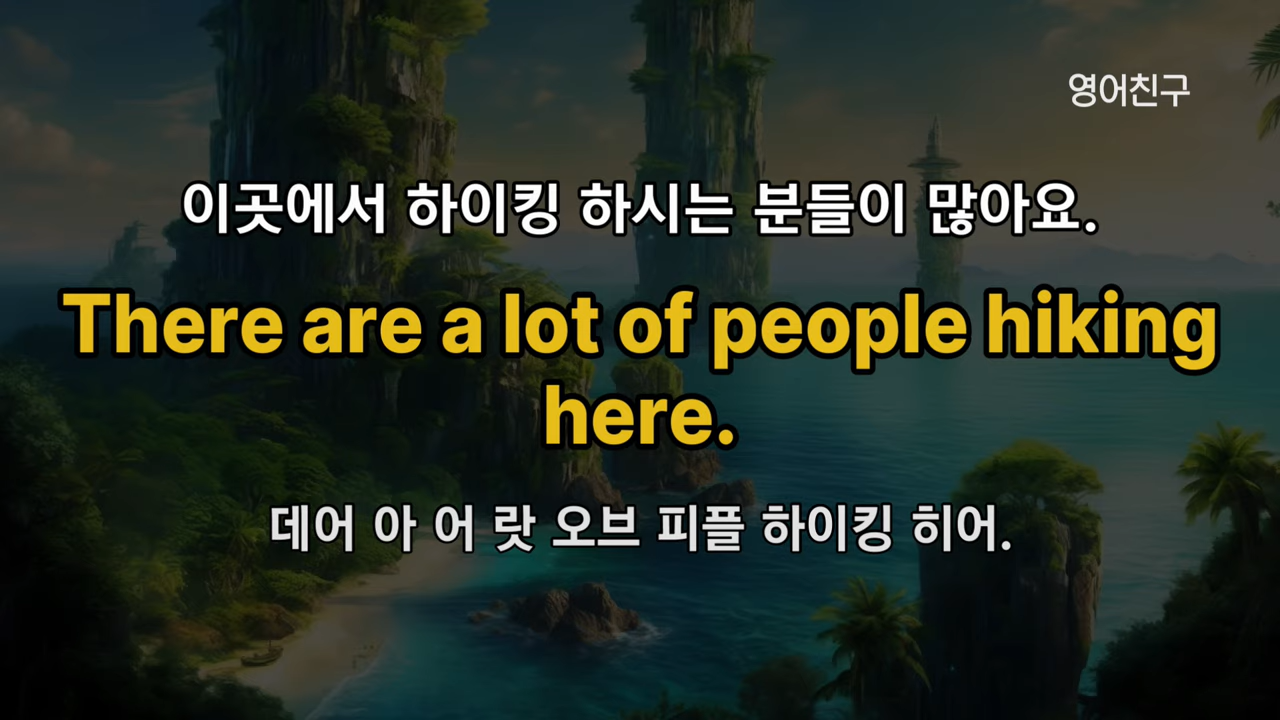 영어친구
이곳에서 하이킹 하시는 분들이 많아요.
There are a lot of people hiking
here.
데어 아 어 랏 오브 피플 하이킹 히어.